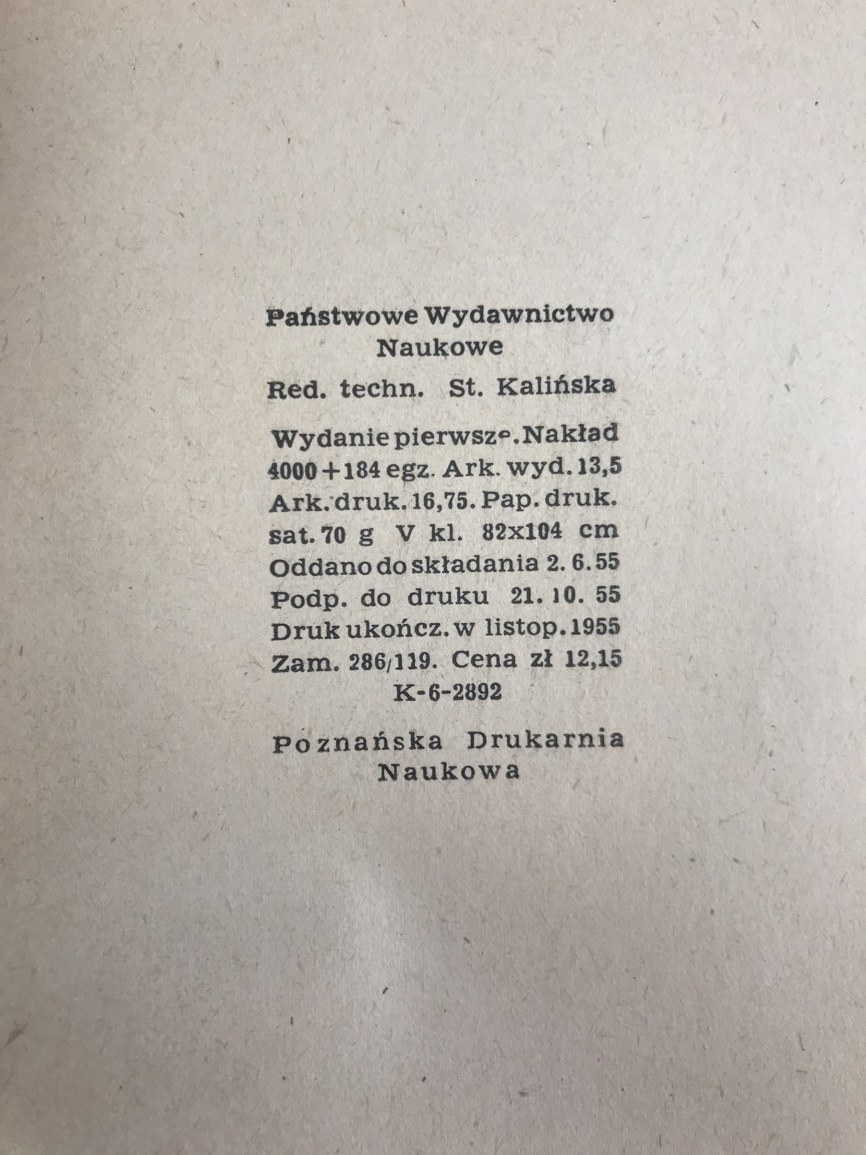 Państwowe Wydawnictwo
Naukowe
Red. techn. St. Kalińska
Wydanie pierwsze. Nakład
4000+184 egz. Ark. wyd. 13,5
Ark. druk. 16,75. Pap. druk.
sat. 70 g V kl. 82x104 cm
Oddano do składania 2. 6. 55
Podp. do druku 21. 10. 55
Druk ukończ. w listop. 1955
Zam. 286/119. Cena zł 12,15
K-6-2892
Poznańska Drukarnia
Naukowa